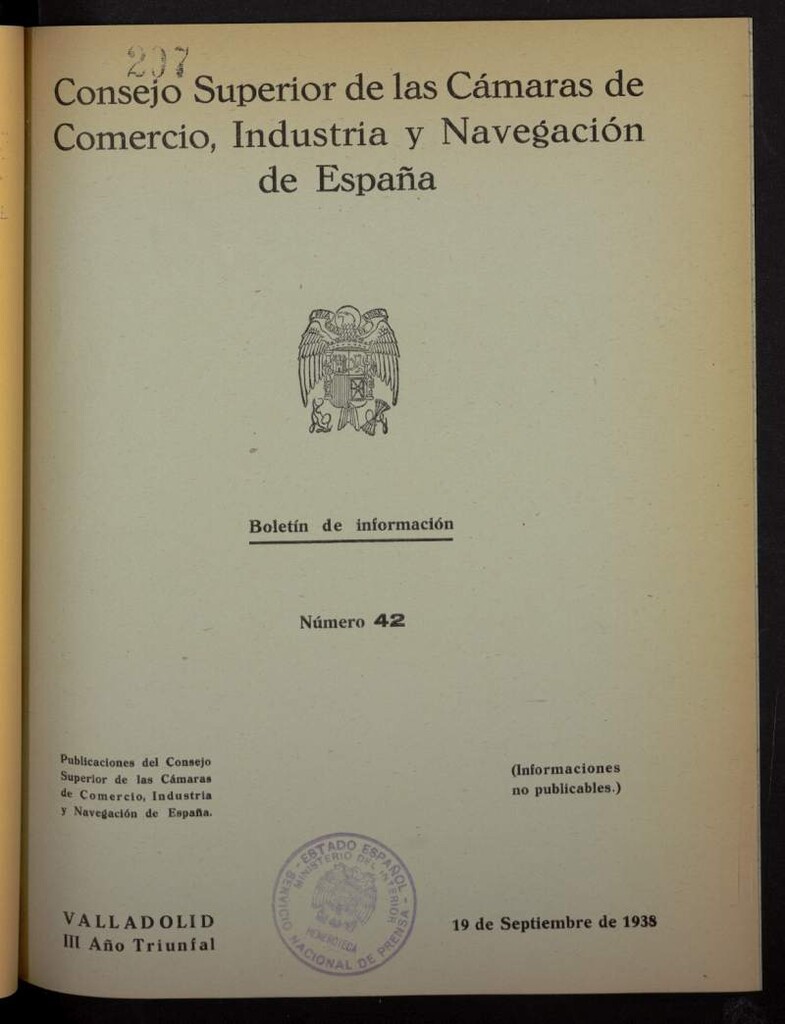 297
Consejo Superior de las Cámaras de
Comercio, Industria y Navegación
de España
Boletín de información
Número 42
Publicaciones del Consejo
Superior de las Cámaras
de Comercio, Industria
y Navegación de España.
(Informaciones
no publicables.)
ESTADO ESPAÑOL
MINISTERIO DEL INTERIOR
HEMEROTECA
SERVICIO NACIONAL DE PRENSA
VALLADOLID
III Año Triunfal
19 de Septiembre de 1938